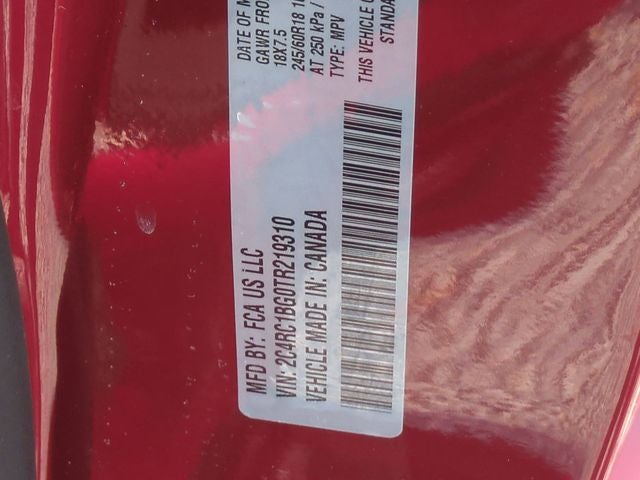 MFD BY: FCA US LLC
VIN: 2C4RC1BG0TR219310
VEHICLE MADE IN: CANADA
DATE OF M
GAWR FRO
18X7.5
245/60R18
AT 250 kPa /
TYPE: MPV
THIS VEHICLE
STANDA